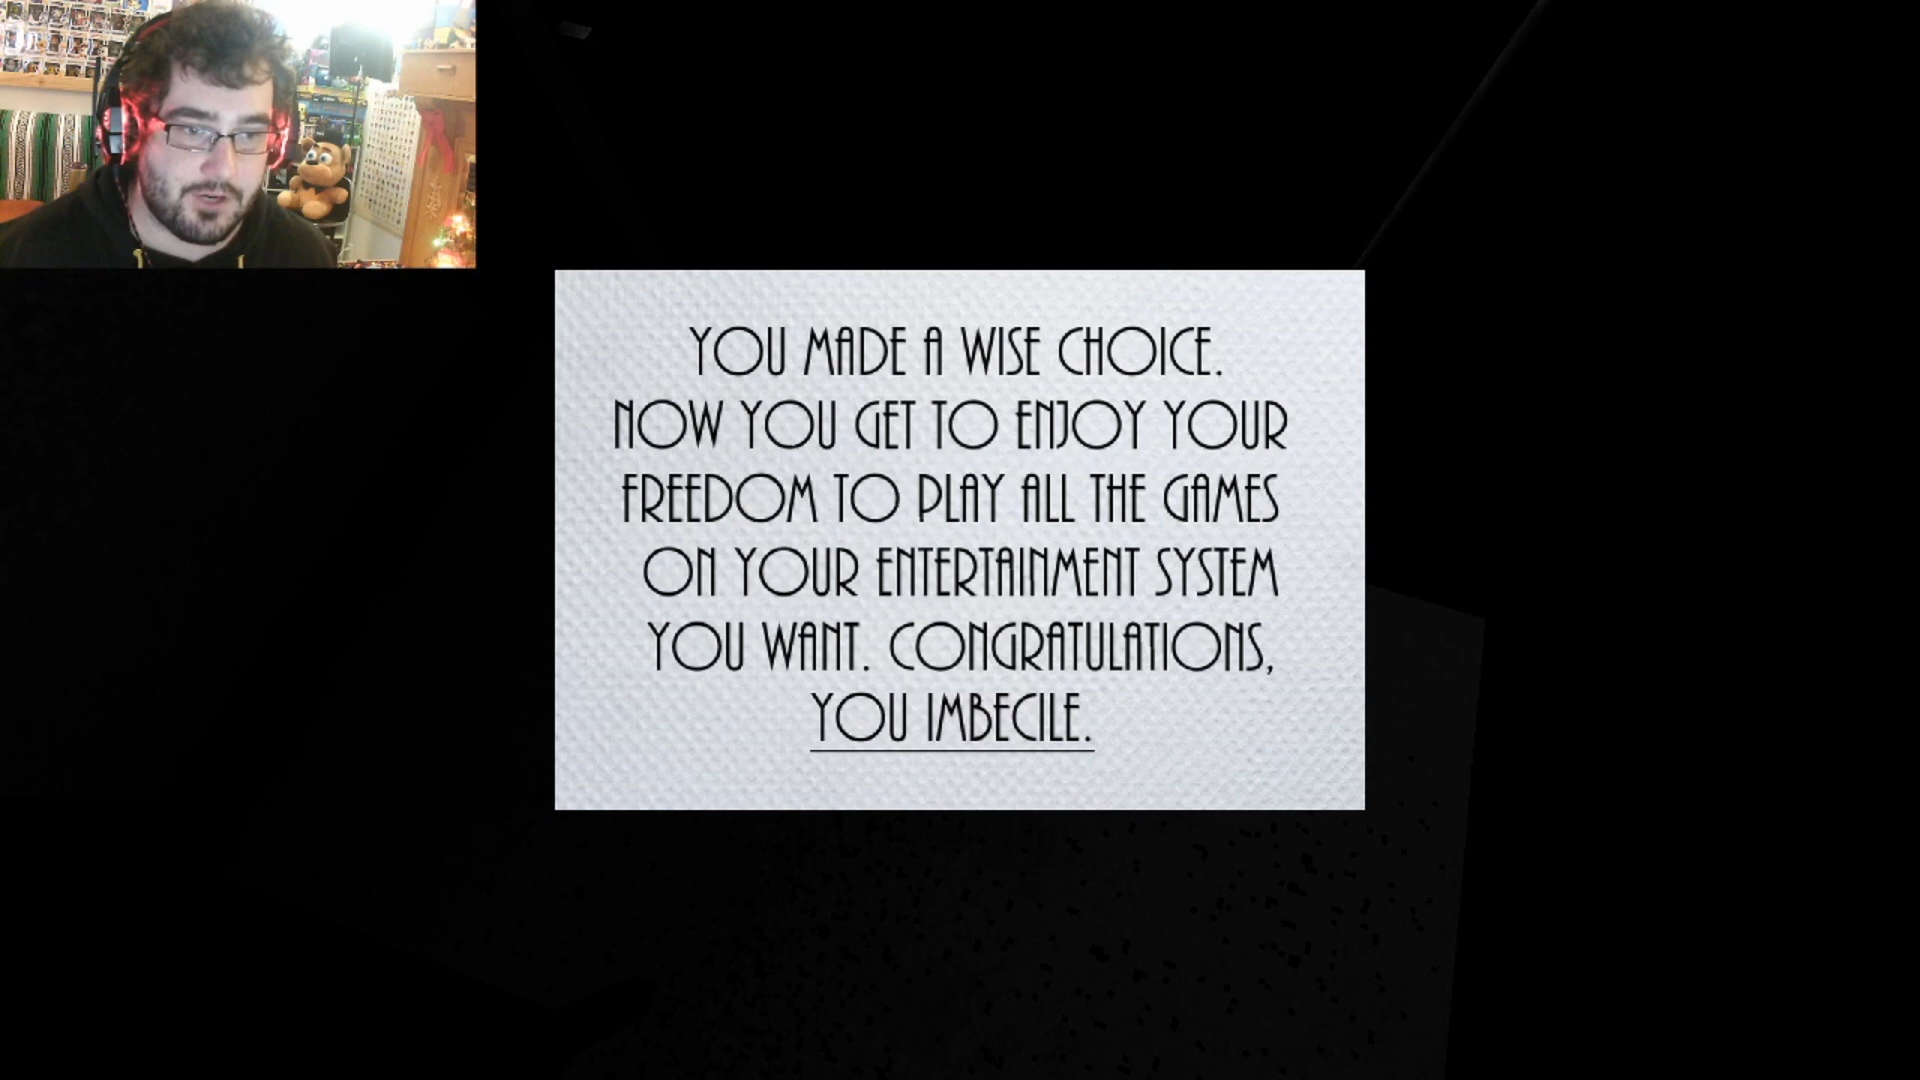 YOU MADE A WISE CHOICE.
NOW YOU GET TO ENJOY YOUR
FREEDOM TO PLAY ALL THE GAMES
ON YOUR ENTERTAINMENT SYSTEM
YOU WANT. CONGRATULATIONS,
YOU IMBECILE.